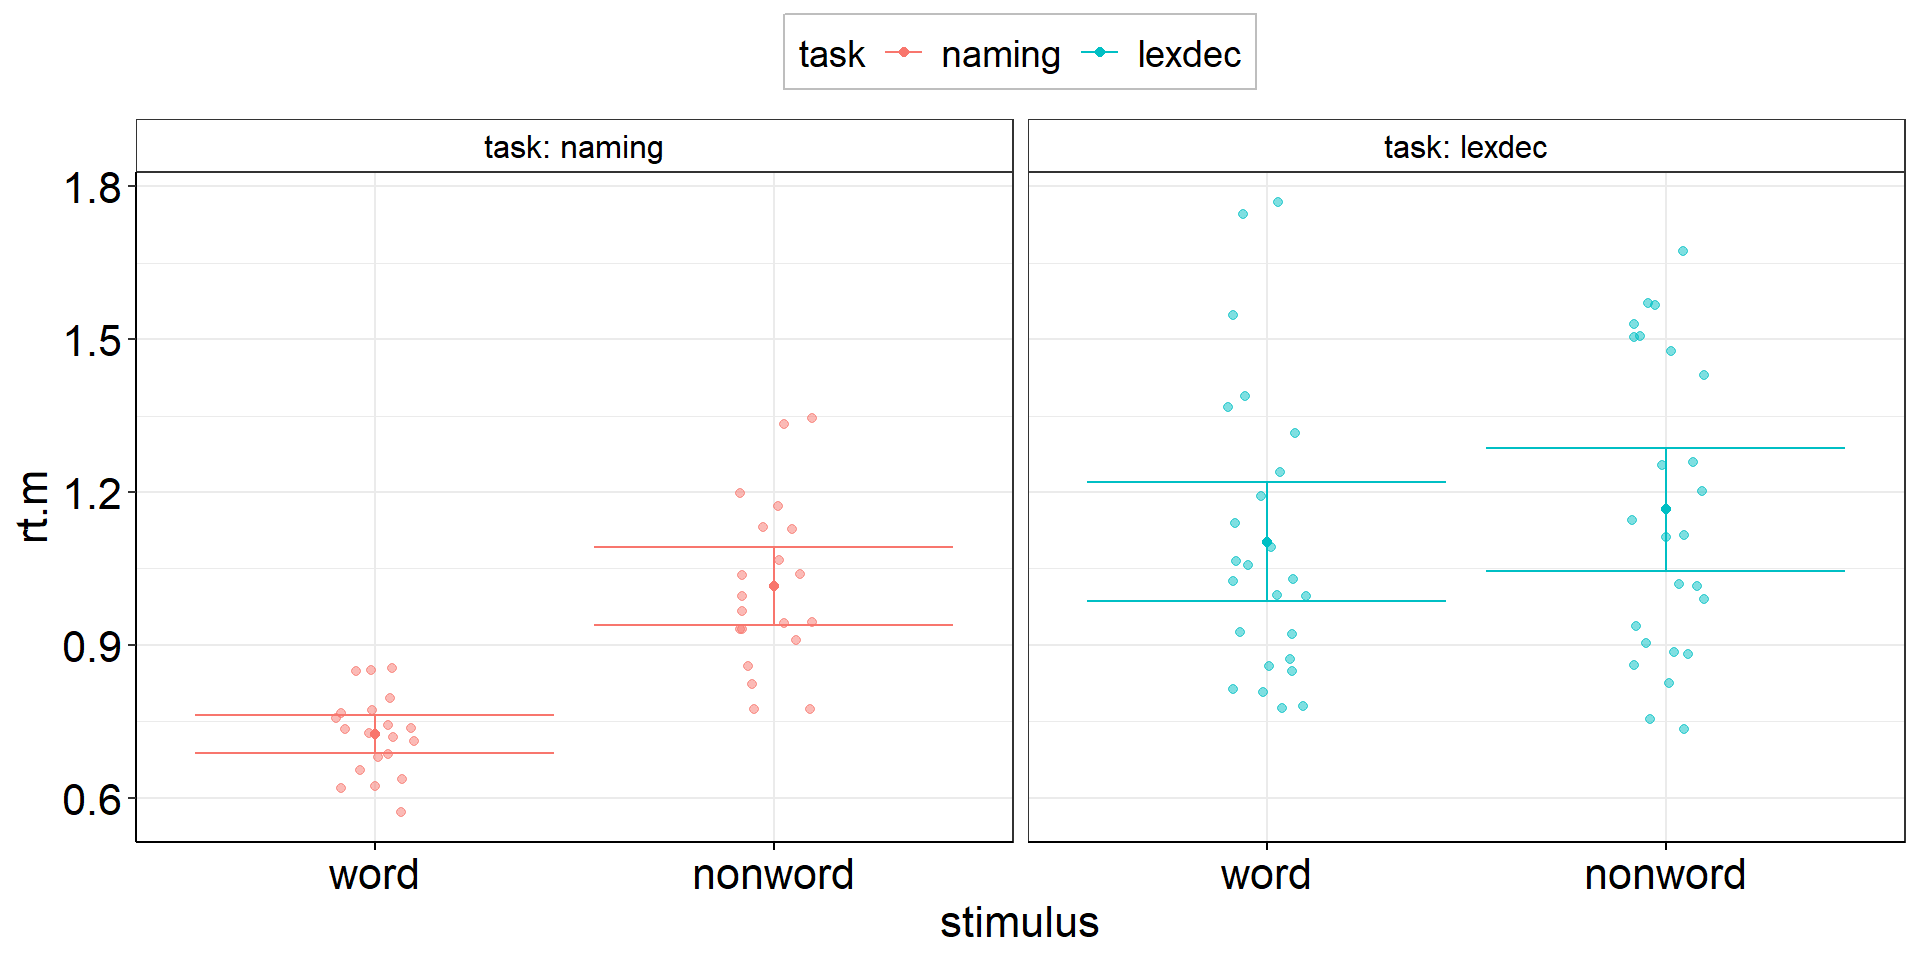 task naming lexdec
task: naming task: lexdec
1.8
1.5
1.2
0.9
0.6
rt.m
word nonword word nonword
stimulus